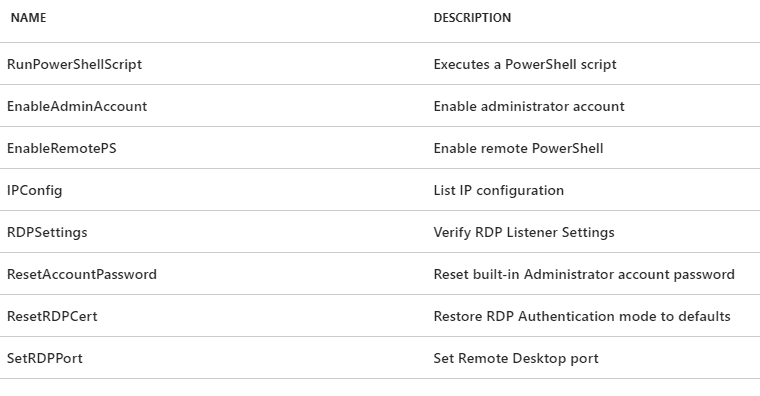 NAME DESCRIPTION
RunPowerShellScript Executes a PowerShell script
EnableAdminAccount Enable administrator account
EnableRemotePS Enable remote PowerShell
IPConfig List IP configuration
RDPSettings Verify RDP Listener Settings
ResetAccountPassword Reset built-in Administrator account password
ResetRDPCert Restore RDP Authentication mode to defaults
SetRDPPort Set Remote Desktop port